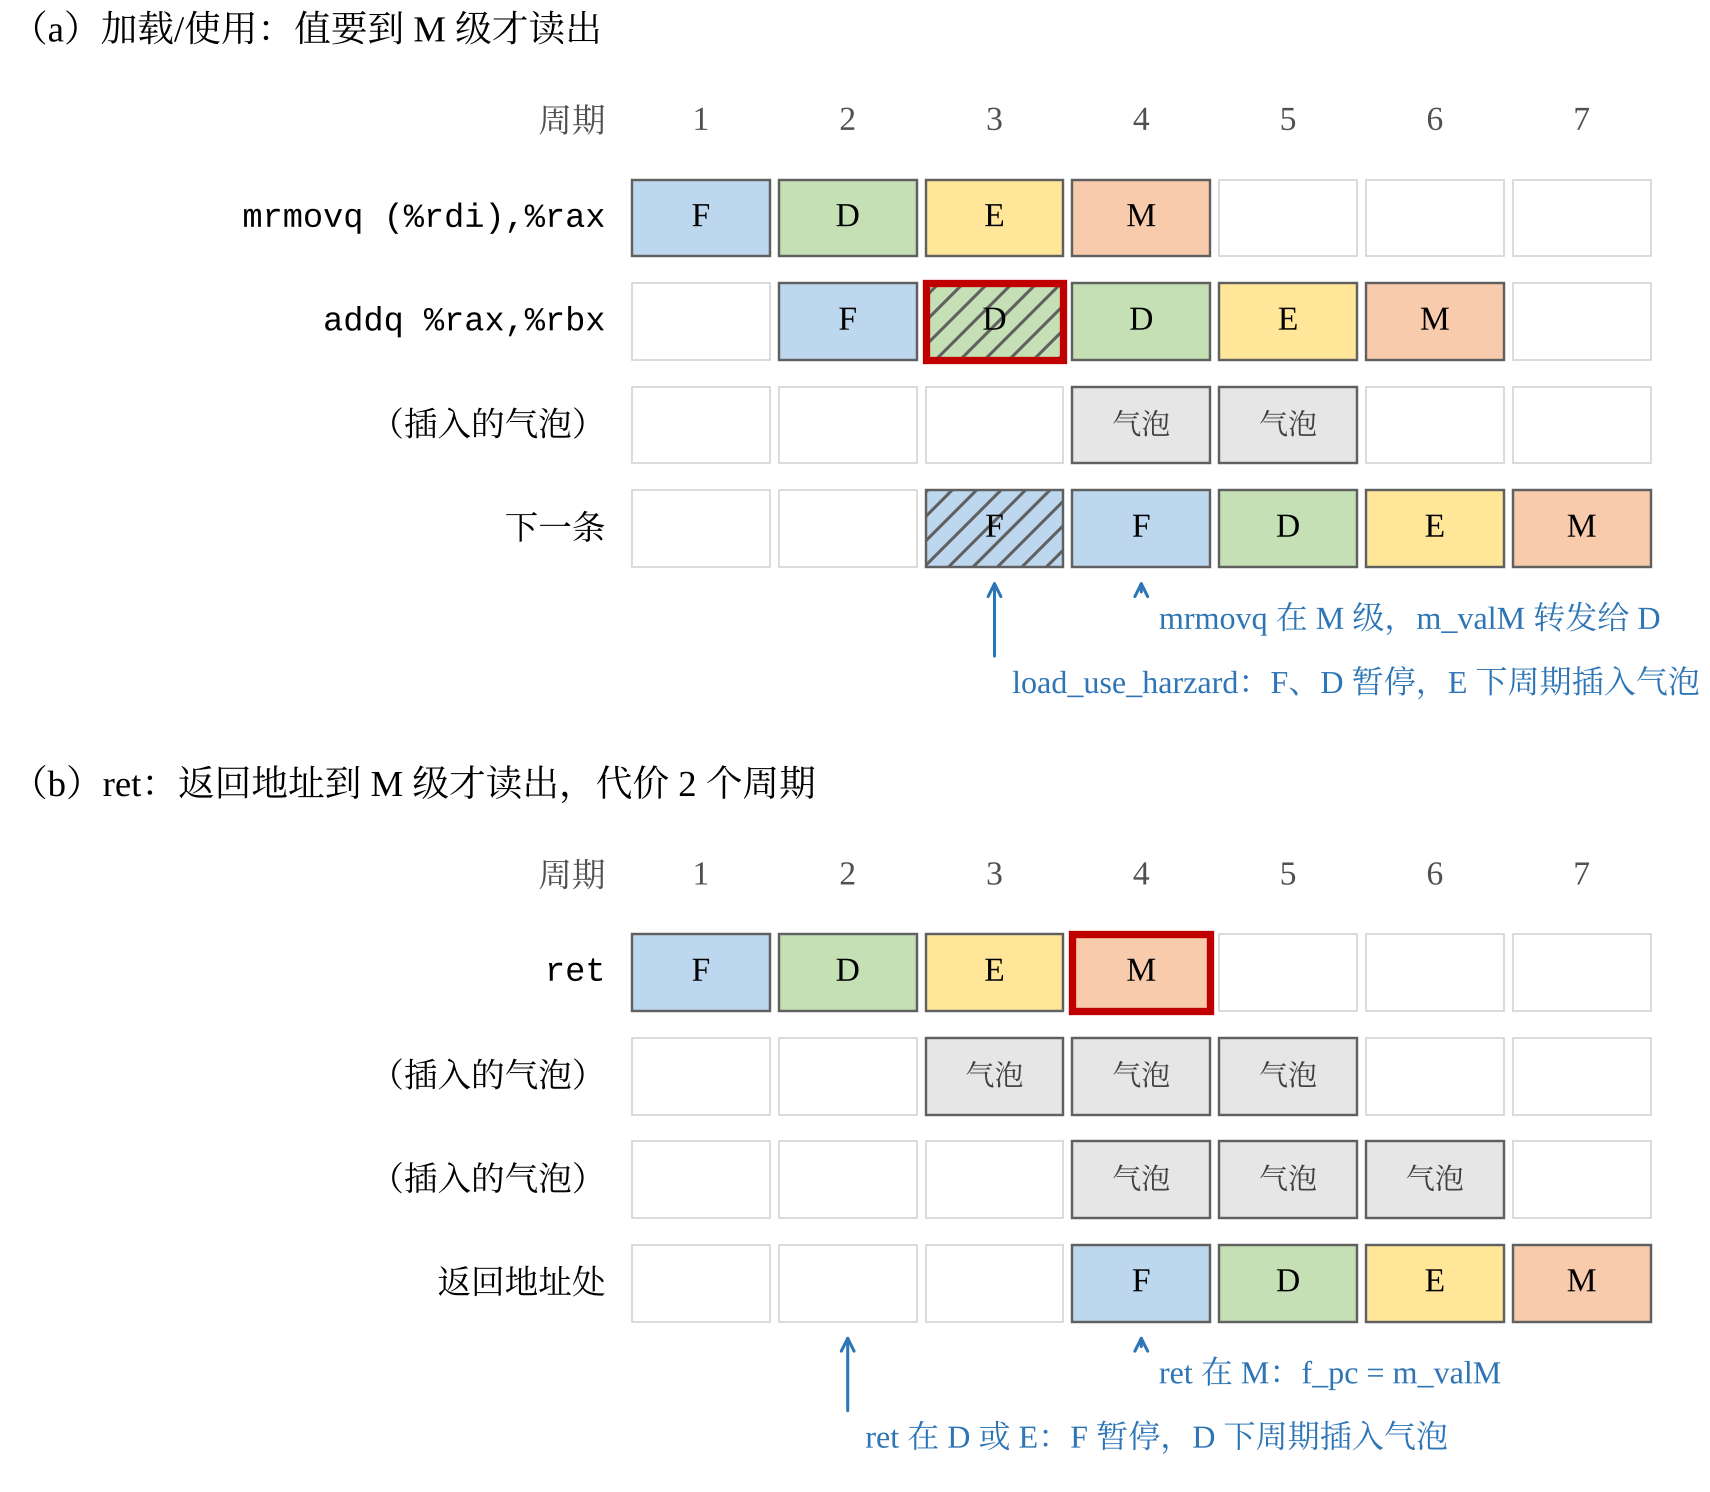 (a）加载/使用：值要到 M 级才读出
周期 1 2 3 4 5 6 7
mrmovq (%rdi),%rax F D E M
addq %rax,%rbx F D D E M
（插入的气泡） 气泡 气泡
下一条 F F D E M
mrmovq 在 M 级，m_valM 转发给 D
load_use_harzard：F、D 暂停，E 下周期插入气泡
（b）ret：返回地址到 M 级才读出，代价 2 个周期
周期 1 2 3 4 5 6 7
ret F D E M
（插入的气泡） 气泡 气泡 气泡
（插入的气泡） 气泡 气泡 气泡
返回地址处 F D E M
ret 在 M：f_pc = m_valM
ret 在 D 或 E：F 暂停，D 下周期插入气泡